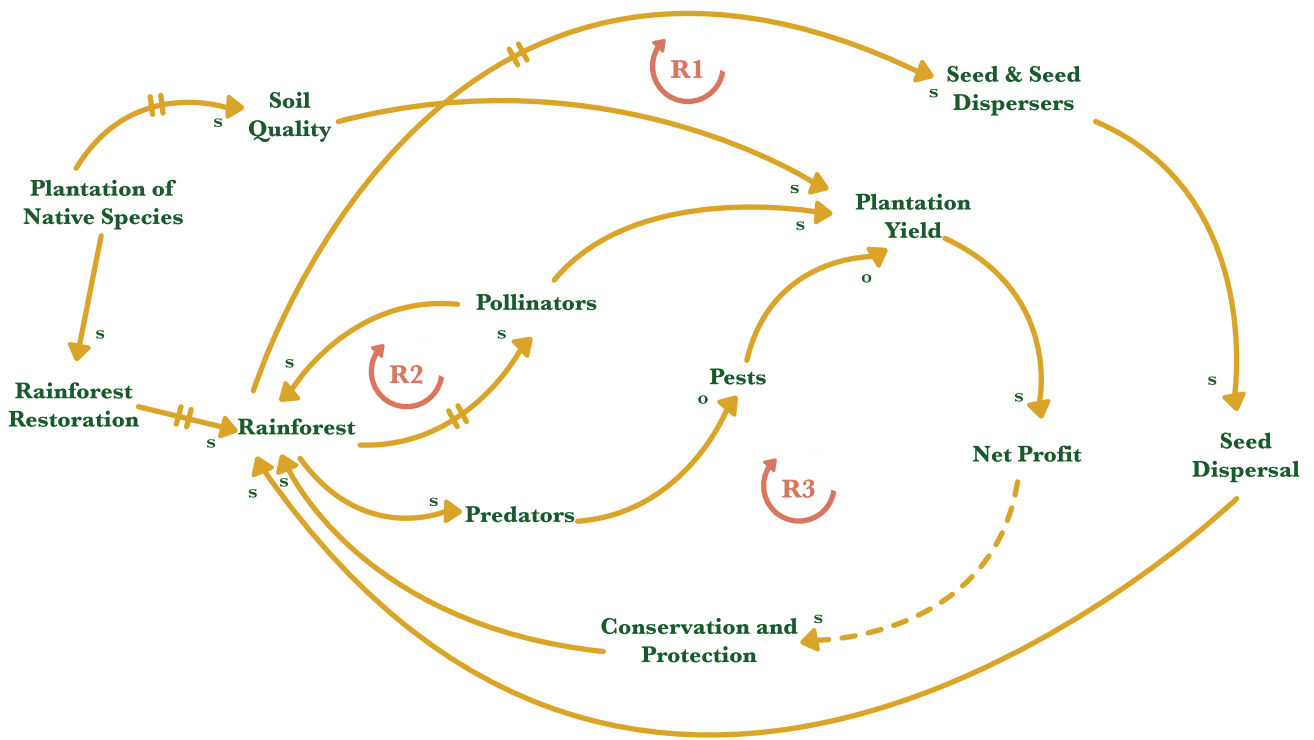 R1
Seed & Seed
Dispersers
s
Soil
Quality
s
Plantation of
Native Species
s
Plantation
Yield
s
o
Pollinators
s
s
s
Rainforest
Restoration
s
R2
Pests
o
s
s
Rainforest
s
Net Profit
Seed
Dispersal
s
s
s
Predators
R3
Conservation and
Protection
s